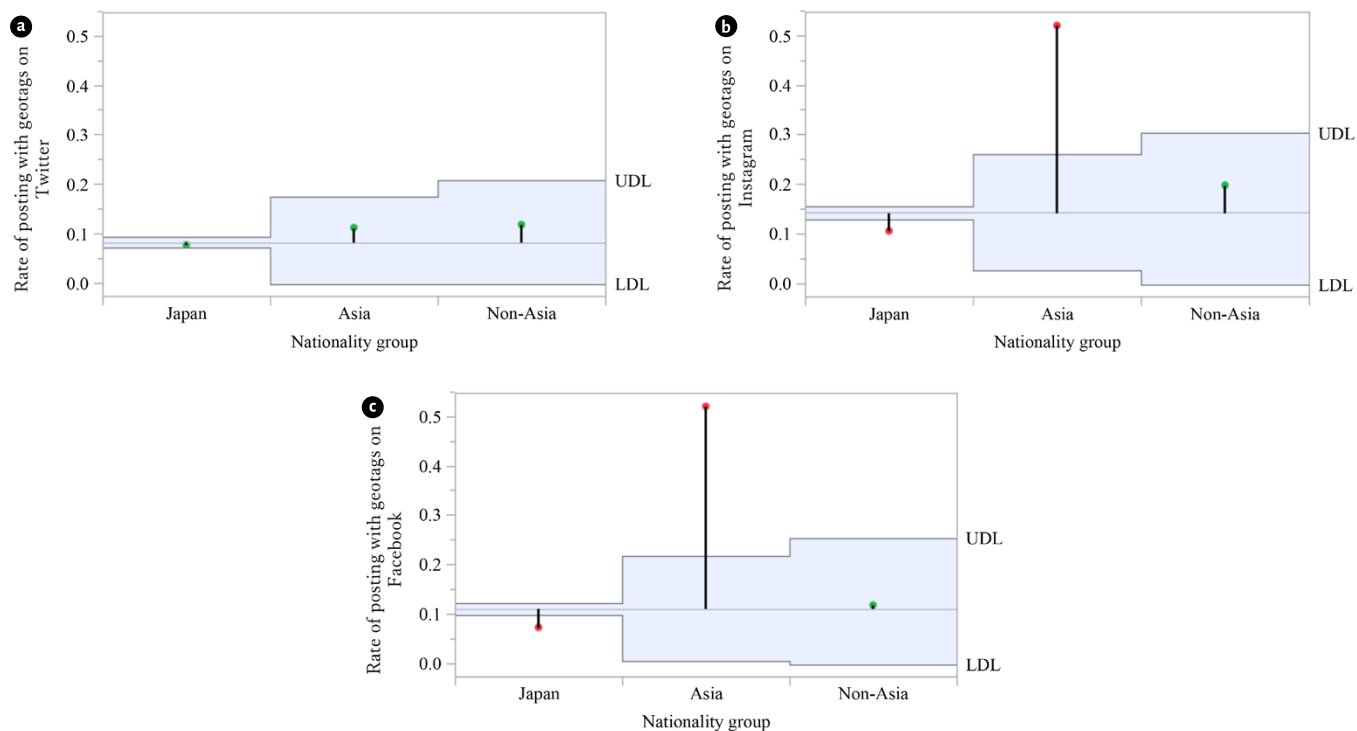 a
Rate of posting with geotags on
Twitter
0.5
0.4
0.3
0.2
0.1
0.0
UDL
LDL
Japan
Asia
Non-Asia
Nationality group
b
Rate of posting with geotags on
Instagram
0.5
0.4
0.3
0.2
0.1
0.0
UDL
LDL
Japan
Asia
Non-Asia
Nationality group
c
Rate of posting with geotags on
Facebook
0.5
0.4
0.3
0.2
0.1
0.0
UDL
LDL
Japan
Asia
Non-Asia
Nationality group